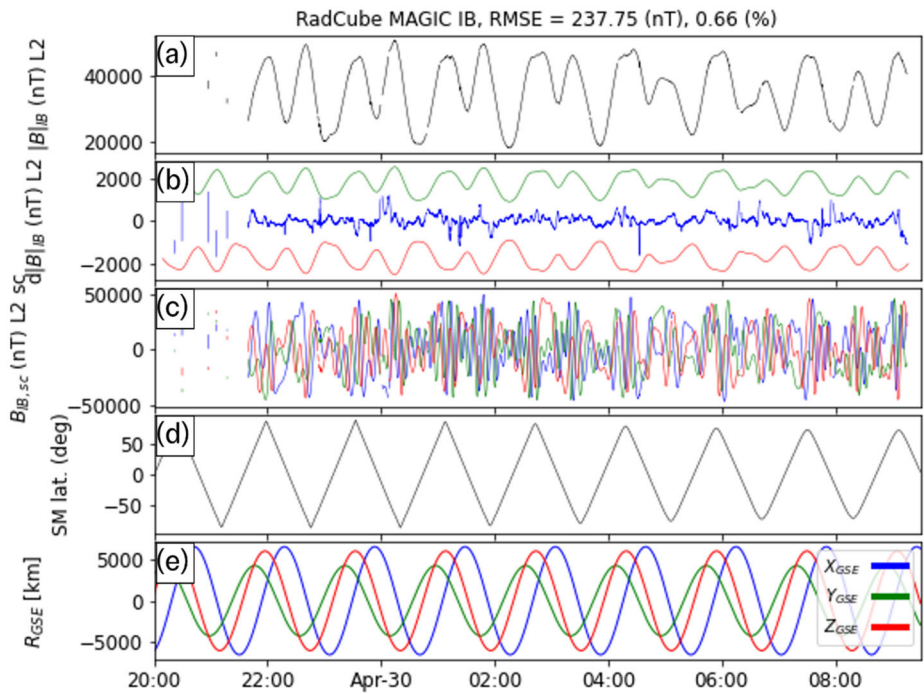 RadCube MAGIC IB, RMSE = 237.75 (nT), 0.66 (%)
(a)
|B|IB (nT) L2
40000
20000
(b)
d|B|IB (nT) L2
2000
0
−2000
(c)
BIB,sc (nT) L2 sc
50000
0
−50000
(d)
SM lat. (deg)
50
0
−50
(e)
RGSE [km]
5000
0
−5000
XGSE
YGSE
ZGSE
20:00 22:00 Apr-30 02:00 04:00 06:00 08:00